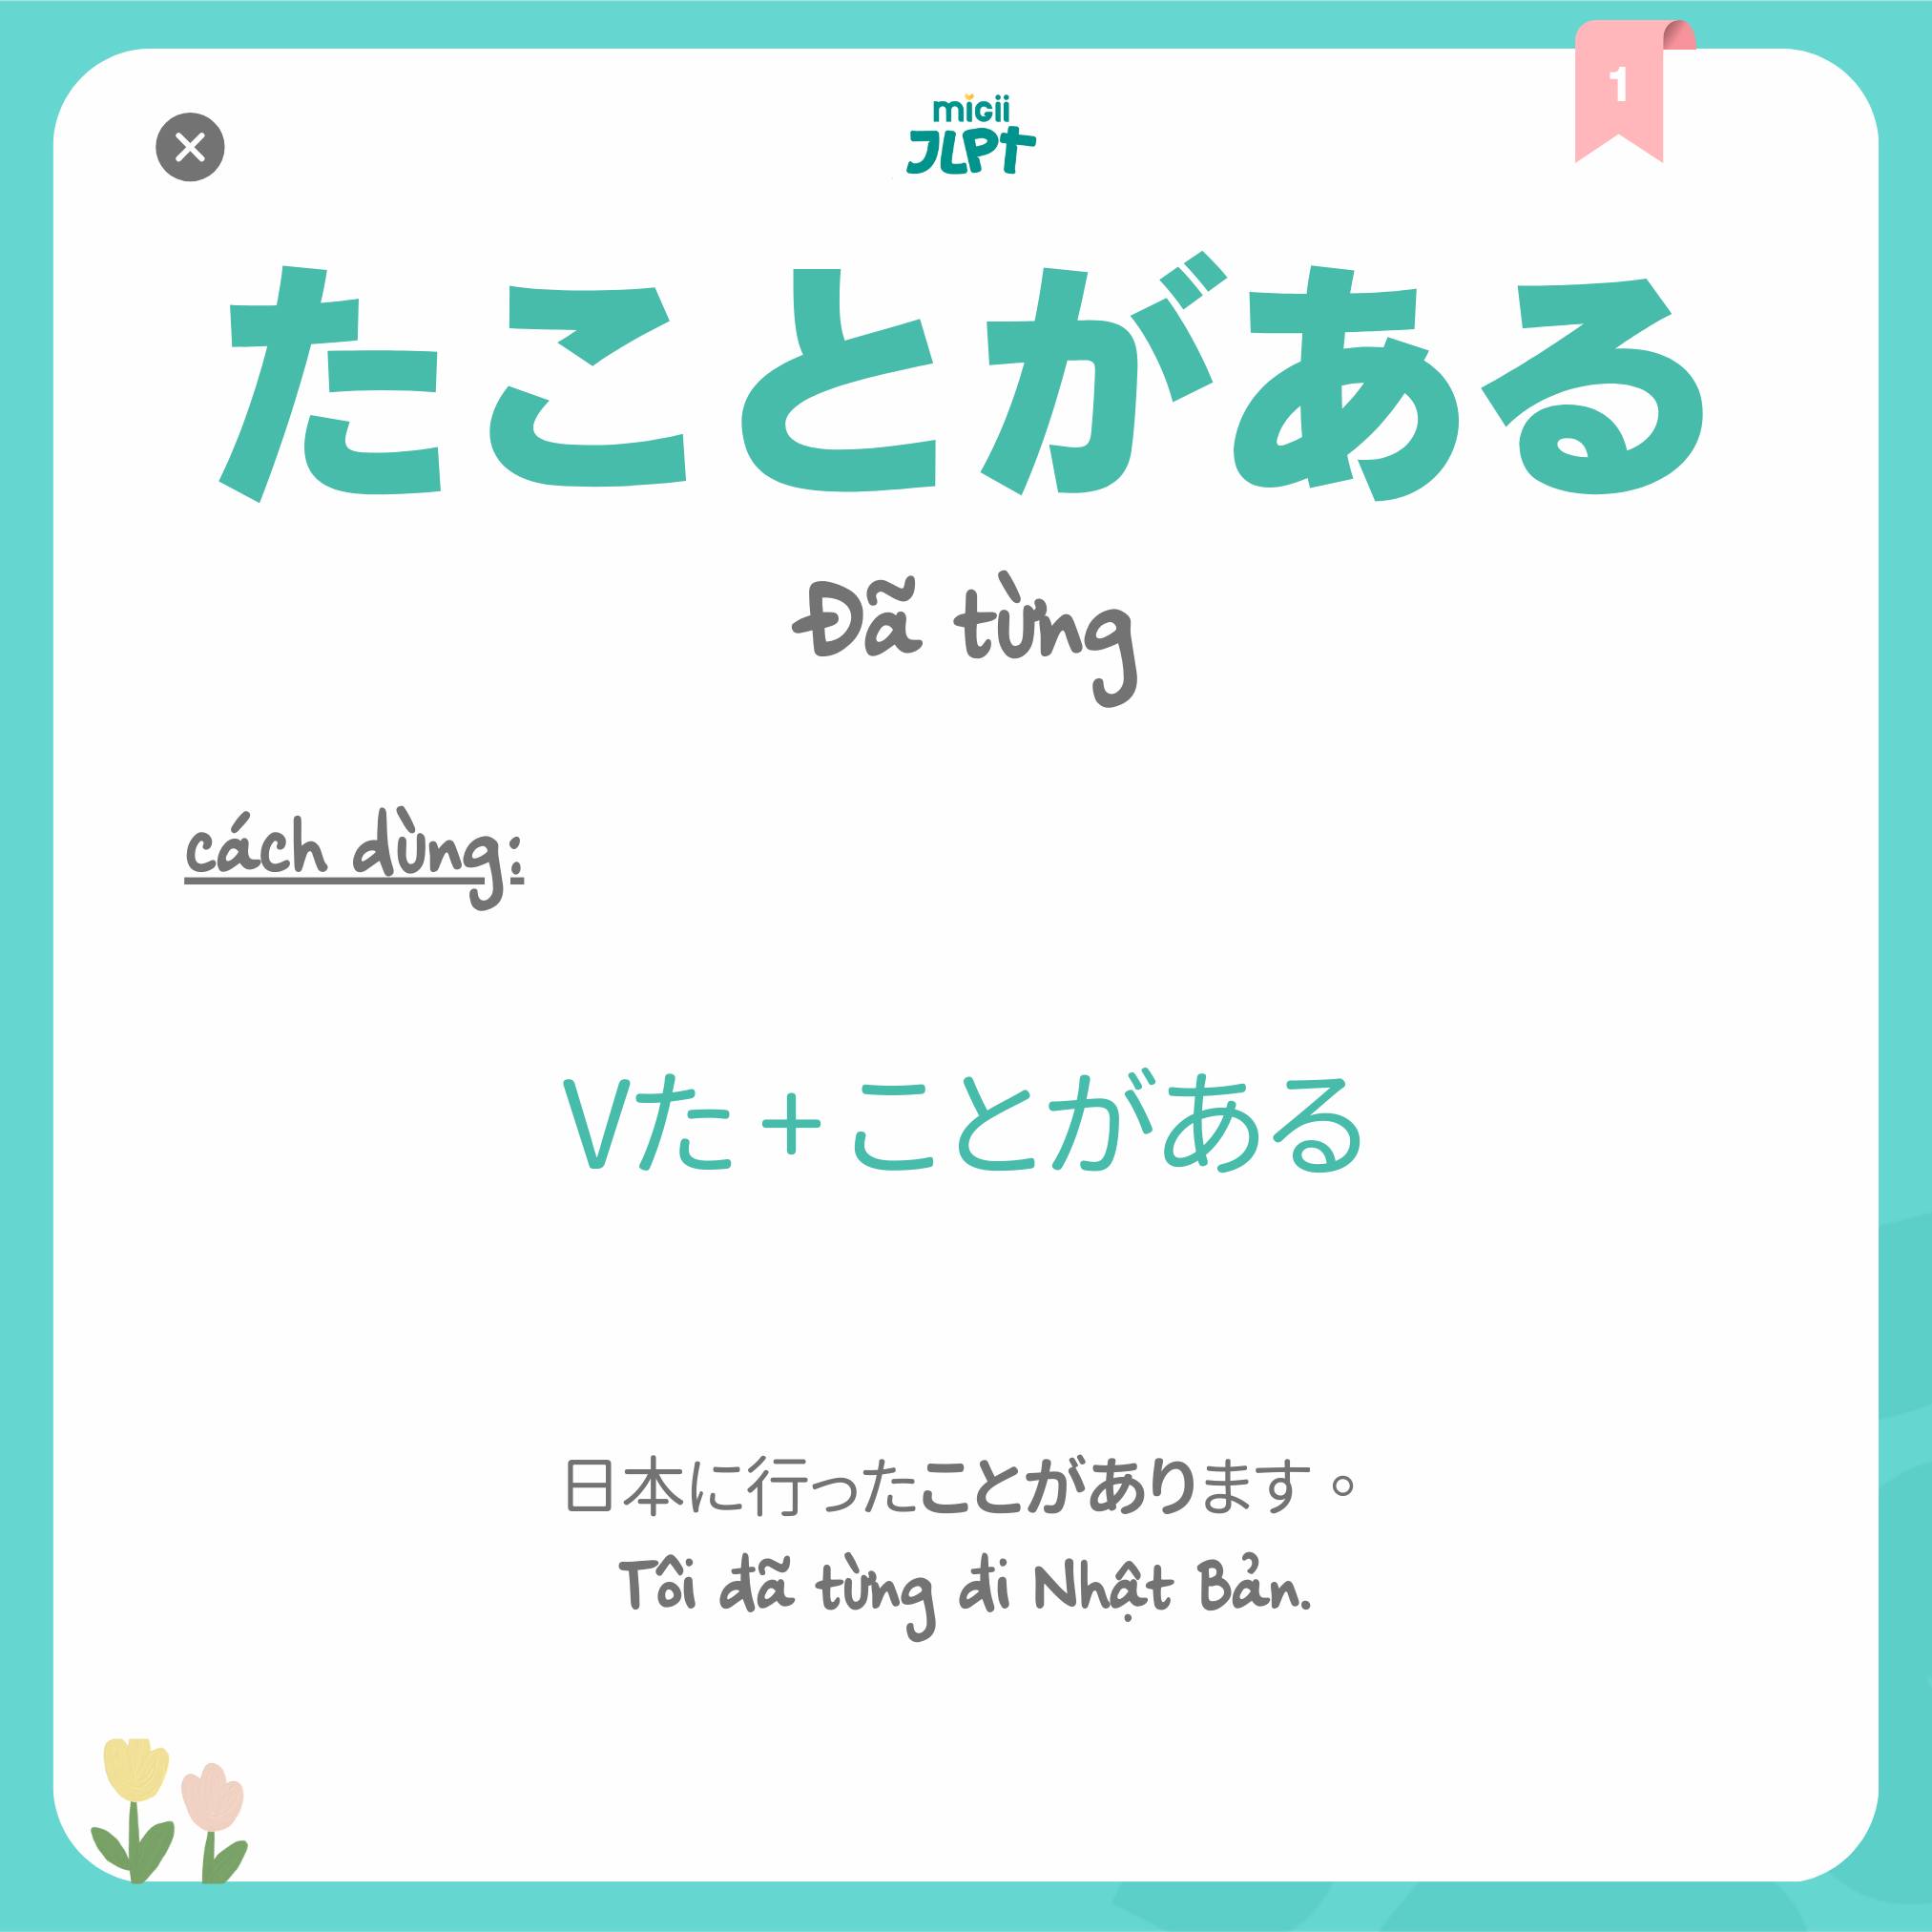 1
micii
JLPT
たことがある
Đã từng
cách dùng:
Vた + ことがある
日本に行ったことがあります。
Tôi đã từng đi Nhật Bản.